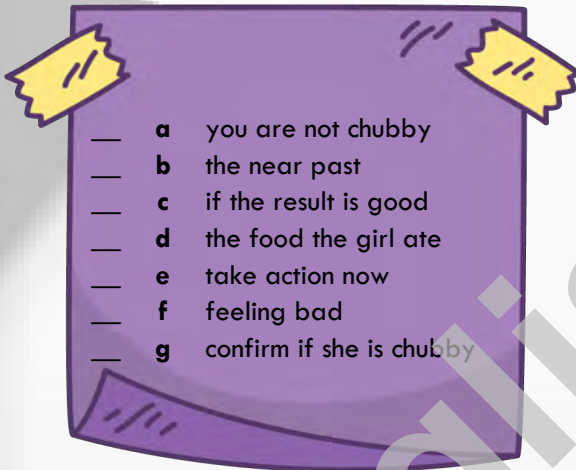 __ a you are not chubby
__ b the near past
__ c if the result is good
__ d the food the girl ate
__ e take action now
__ f feeling bad
__ g confirm if she is chubby